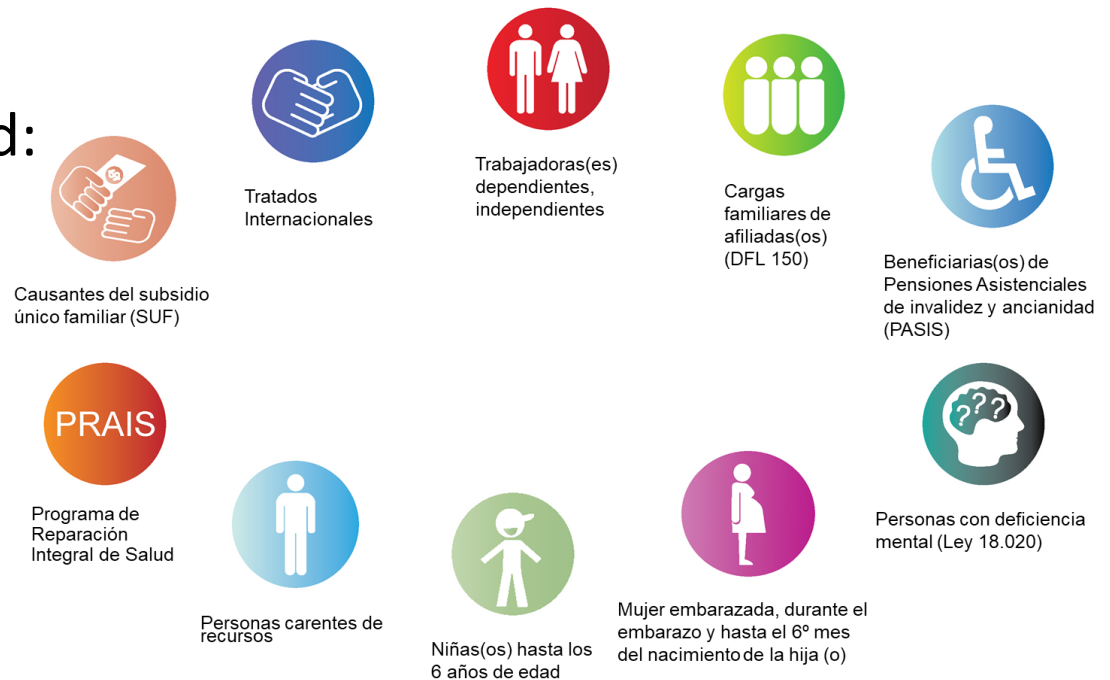 d:
Tratados
Internacionales
Trabajadoras(es)
dependientes,
independientes
Cargas
familiares de
afiliadas(os)
(DFL 150)
Beneficiarias(os) de
Pensiones Asistenciales
de invalidez y ancianidad
(PASIS)
Causantes del subsidio
único familiar (SUF)
PRAIS
Programa de
Reparación
Integral de Salud
Personas carentes de
recursos
Niñas(os) hasta los
6 años de edad
Mujer embarazada, durante el
embarazo y hasta el 6º mes
del nacimiento de la hija (o)
???
Personas con deficiencia
mental (Ley 18.020)